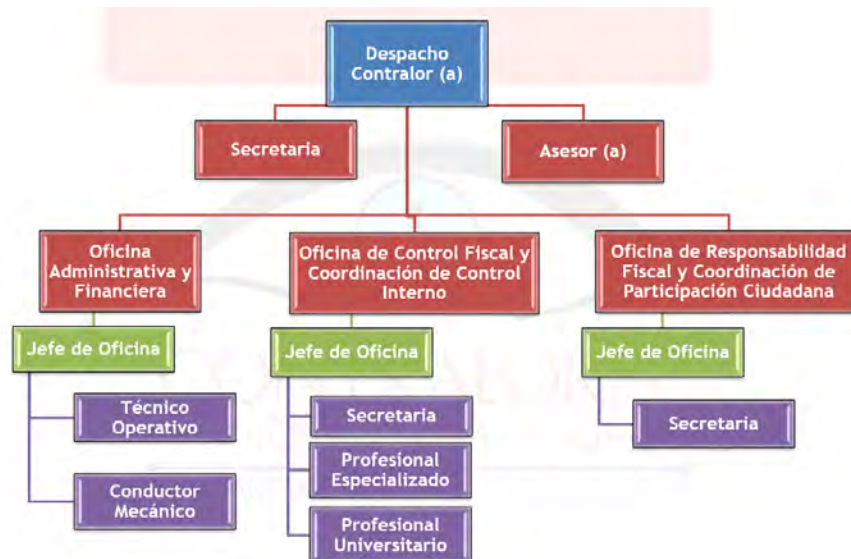 Despacho
Contralor (a)
Secretaria
Asesor (a)
Oficina
Administrativa y
Financiera
Oficina de Control Fiscal y
Coordinación de Control
Interno
Oficina de Responsabilidad
Fiscal y Coordinación de
Participación Ciudadana
Jefe de Oficina
Jefe de Oficina
Jefe de Oficina
Técnico
Operativo
Conductor
Mecánico
Secretaria
Profesional
Especializado
Profesional
Universitario
Secretaria